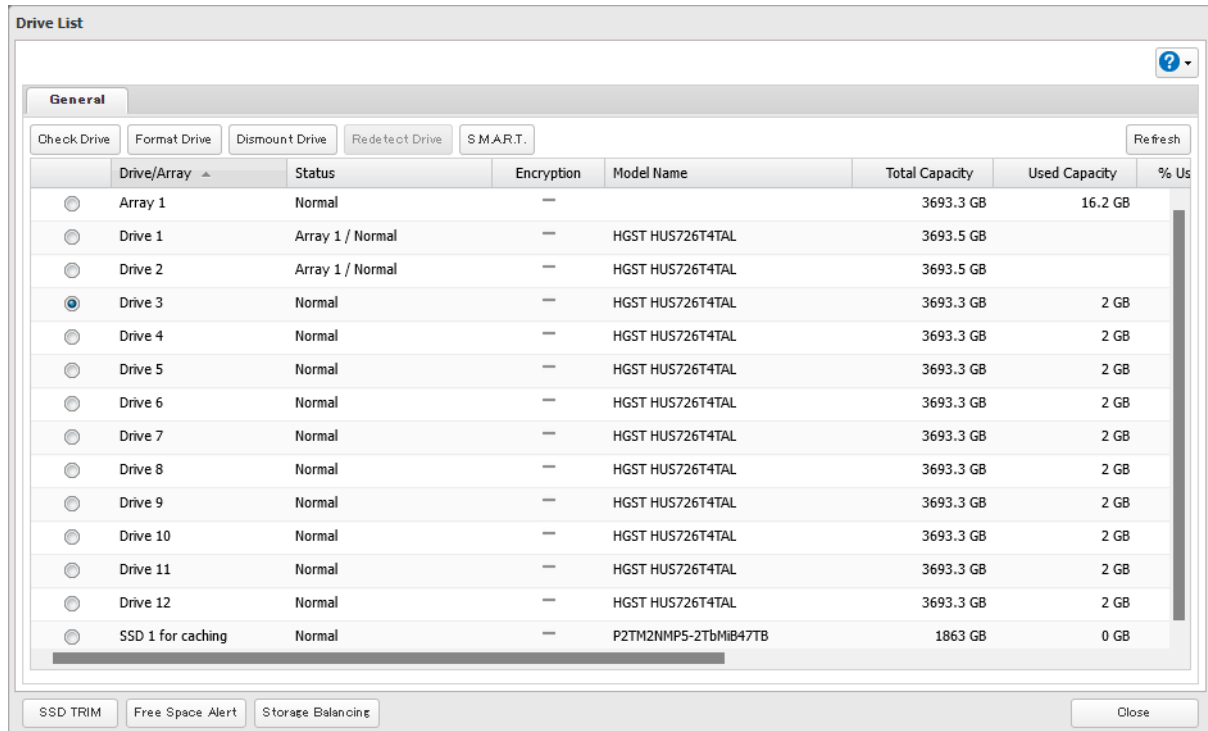 Drive List
General
Check Drive Format Drive Dismount Drive Redetect Drive S.M.A.R.T. Refresh
Drive/Array Status Encryption Model Name Total Capacity Used Capacity % Us
Array 1 Normal — 3693.3 GB 16.2 GB
Drive 1 Array 1 / Normal — HGST HUS726T4TAL 3693.5 GB
Drive 2 Array 1 / Normal — HGST HUS726T4TAL 3693.5 GB
Drive 3 Normal — HGST HUS726T4TAL 3693.3 GB 2 GB
Drive 4 Normal — HGST HUS726T4TAL 3693.3 GB 2 GB
Drive 5 Normal — HGST HUS726T4TAL 3693.3 GB 2 GB
Drive 6 Normal — HGST HUS726T4TAL 3693.3 GB 2 GB
Drive 7 Normal — HGST HUS726T4TAL 3693.3 GB 2 GB
Drive 8 Normal — HGST HUS726T4TAL 3693.3 GB 2 GB
Drive 9 Normal — HGST HUS726T4TAL 3693.3 GB 2 GB
Drive 10 Normal — HGST HUS726T4TAL 3693.3 GB 2 GB
Drive 11 Normal — HGST HUS726T4TAL 3693.3 GB 2 GB
Drive 12 Normal — HGST HUS726T4TAL 3693.3 GB 2 GB
SSD 1 for caching Normal — P2TM2NMP5-2TbMiB47TB 1863 GB 0 GB
SSD TRIM Free Space Alert Storage Balancing Close